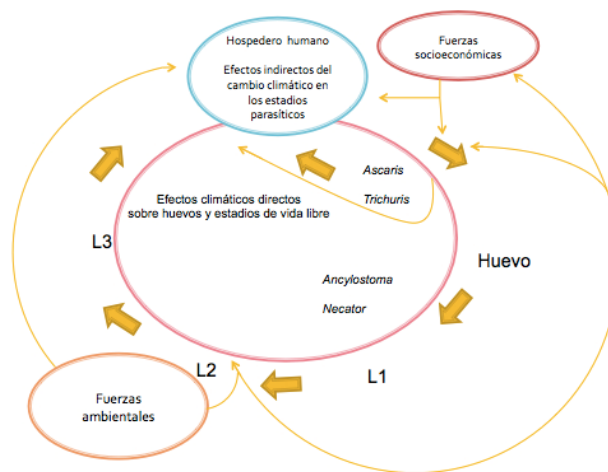 Hospedero humano
Efectos indirectos del
cambio climático en
los estadios
parasíticos
Fuerzas
socioeconómicas
Ascaris
Trichuris
Efectos climáticos directos
sobre huevos y estadios de vida libre
L3
Huevo
Ancylostoma
Necator
L2
L1
Fuerzas
ambientales